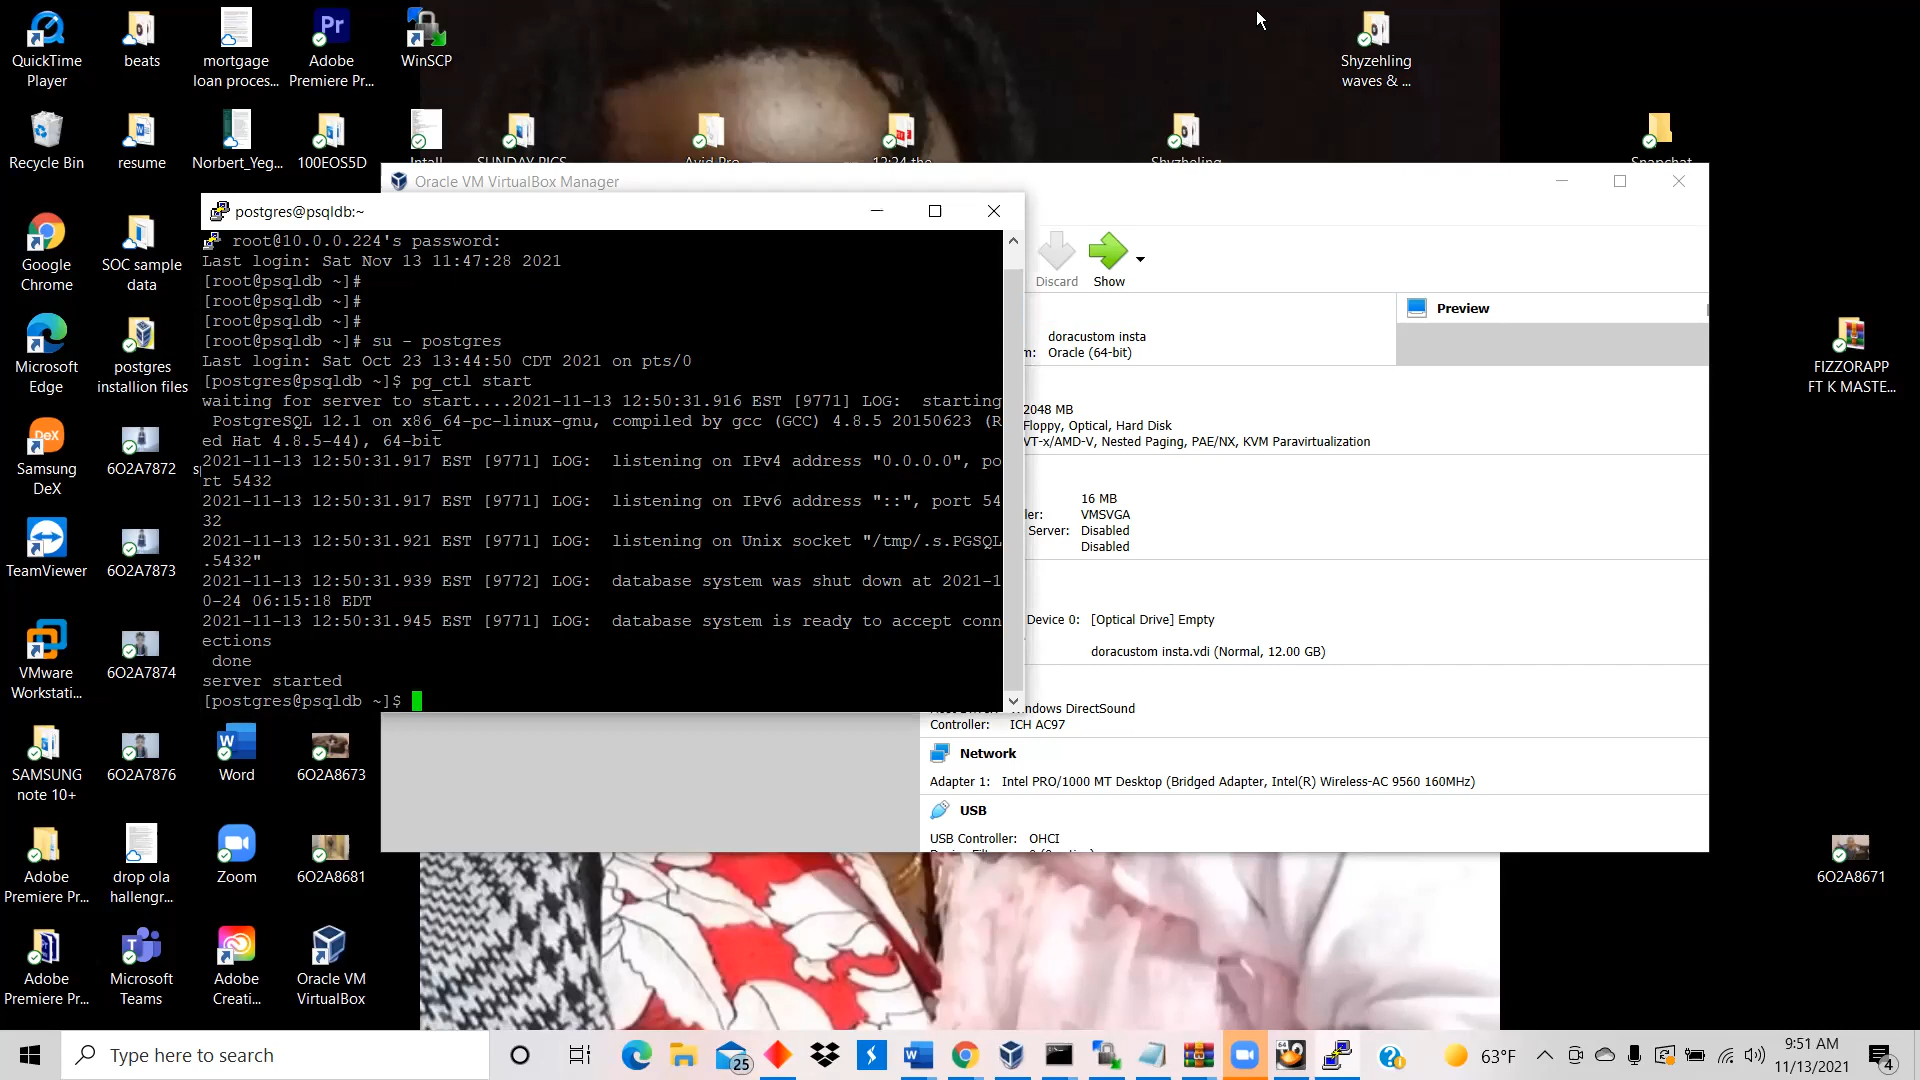 QuickTime
Player
beats
mortgage
loan proces...
Adobe
Premiere Pr...
WinSCP
Shyzehling
waves & ...
Recycle Bin
resume
Norbert_Yeg...
100EOS5D
Intall
SUNDAY PICS
Avid Pro
12:24 the
Shyzheling
Snapchat
Google
Chrome
SOC sample
data
Microsoft
Edge
postgres
installion files
FIZZORAPP
FT K MASTE...
Samsung
DeX
6O2A7872
TeamViewer
6O2A7873
VMware
Workstati...
6O2A7874
SAMSUNG
note 10+
6O2A7876
Word
6O2A8673
Adobe
Premiere Pr...
drop ola
hallengr...
Zoom
6O2A8681
6O2A8671
Adobe
Premiere Pr...
Microsoft
Teams
Adobe
Creati...
Oracle VM
VirtualBox
Oracle VM VirtualBox Manager
postgres@psqldb:~
root@10.0.0.224's password:
Last login: Sat Nov 13 11:47:28 2021
[root@psqldb ~]#
[root@psqldb ~]#
[root@psqldb ~]#
[root@psqldb ~]# su - postgres
Last login: Sat Oct 23 13:44:50 CDT 2021 on pts/0
[postgres@psqldb ~]$ pg_ctl start
waiting for server to start....2021-11-13 12:50:31.916 EST [9771] LOG:  starting
 PostgreSQL 12.1 on x86_64-pc-linux-gnu, compiled by gcc (GCC) 4.8.5 20150623 (R
ed Hat 4.8.5-44), 64-bit
2021-11-13 12:50:31.917 EST [9771] LOG:  listening on IPv4 address "0.0.0.0", po
rt 5432
2021-11-13 12:50:31.917 EST [9771] LOG:  listening on IPv6 address "::", port 54
32
2021-11-13 12:50:31.921 EST [9771] LOG:  listening on Unix socket "/tmp/.s.PGSQL
.5432"
2021-11-13 12:50:31.939 EST [9772] LOG:  database system was shut down at 2021-1
0-24 06:15:18 EDT
2021-11-13 12:50:31.945 EST [9771] LOG:  database system is ready to accept conn
ections
 done
server started
[postgres@psqldb ~]$
Discard
Show
Preview
doracustom insta
m: Oracle (64-bit)
2048 MB
Floppy, Optical, Hard Disk
VT-x/AMD-V, Nested Paging, PAE/NX, KVM Paravirtualization
16 MB
ler: VMSVGA
Server: Disabled
Disabled
Device 0: [Optical Drive] Empty
doracustom insta.vdi (Normal, 12.00 GB)
Windows DirectSound
Controller: ICH AC97
Network
Adapter 1: Intel PRO/1000 MT Desktop (Bridged Adapter, Intel(R) Wireless-AC 9560 160MHz)
USB
USB Controller: OHCI
Type here to search
25
63°F
9:51 AM
11/13/2021
4